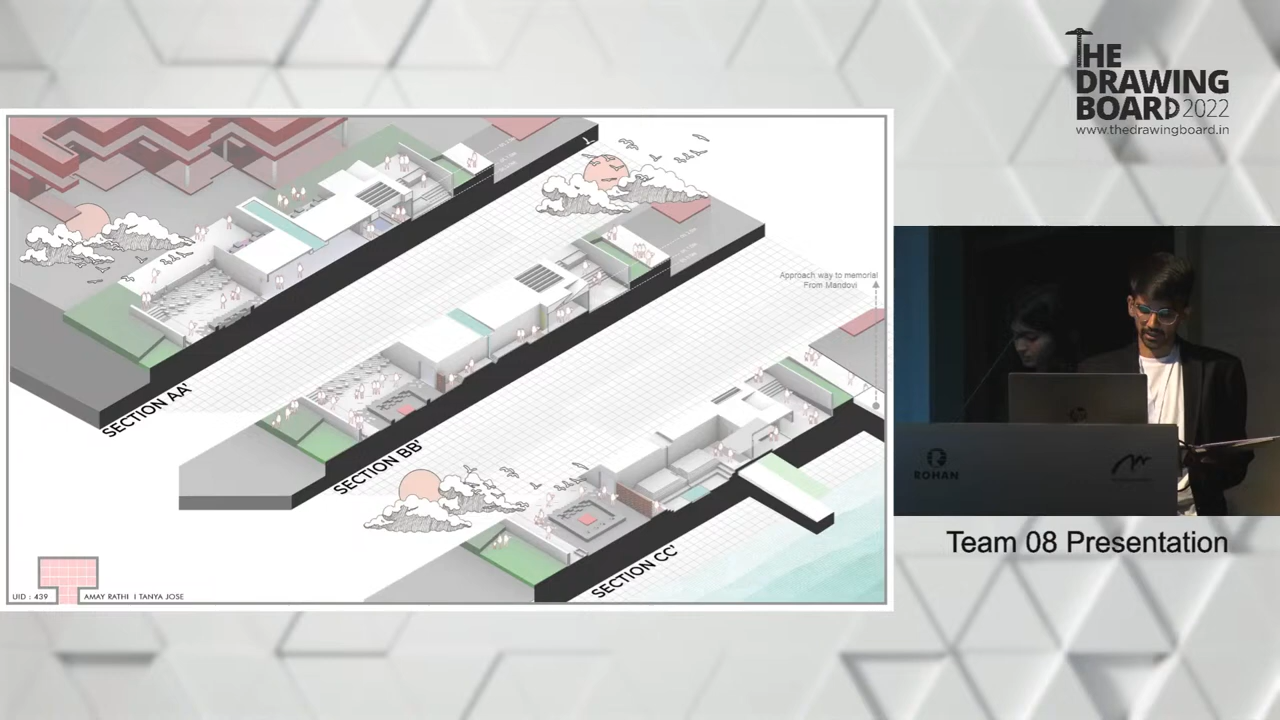 THE
DRAWING
BOARD 2022
www.thedrawingboard.in
Approach way to memorial
From Mandovi
SECTION AA'
SECTION BB'
SECTION CC'
UID : 439
AMAY RATHI I TANYA JOSE
ROHAN
hp
Team 08 Presentation